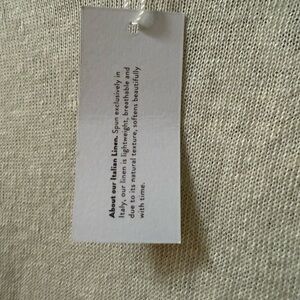 About our Italian Linen. Spun exclusively in
Italy, our linen is lightweight, breathable and
due to its natural texture, softens beautifully
with time.